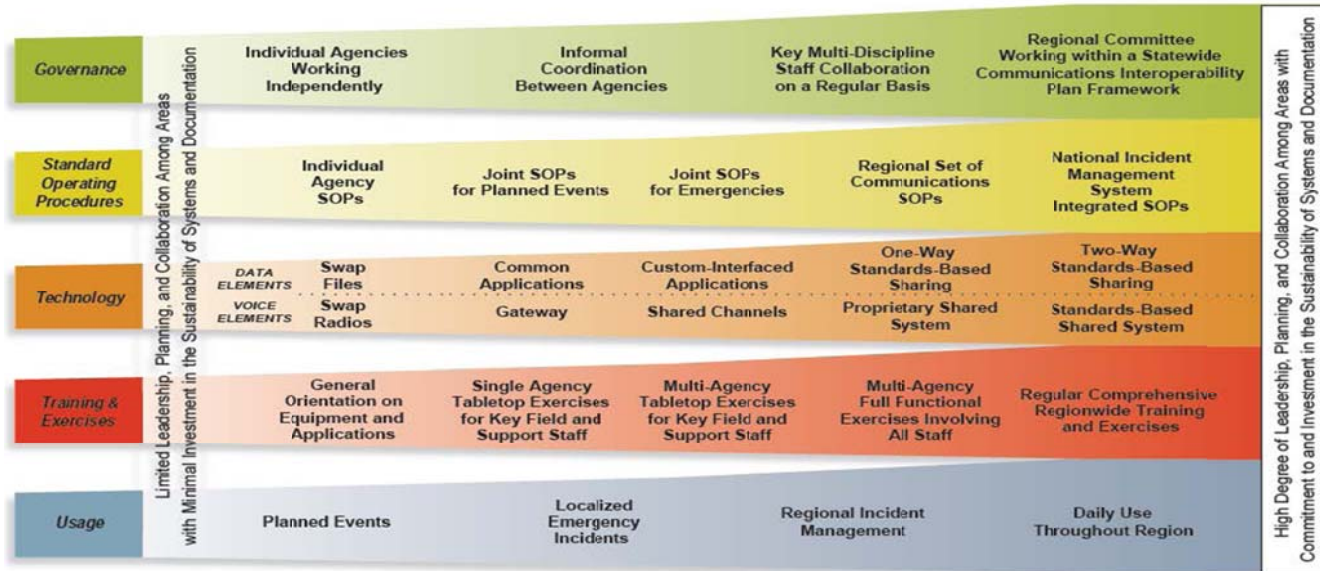 Governance
Individual Agencies
Working
Independently
Informal
Coordination
Between Agencies
Key Multi-Discipline
Staff Collaboration
on a Regular Basis
Regional Committee
Working within a Statewide
Communications Interoperability
Plan Framework
Standard
Operating
Procedures
Individual
Agency
SOPs
Joint SOPs
for Planned Events
Joint SOPs
for Emergencies
Regional Set of
Communications
SOPs
National Incident
Management
System
Integrated SOPs
Technology
DATA
ELEMENTS
Swap
Files
Common
Applications
Custom-Interfaced
Applications
One-Way
Standards-Based
Sharing
Two-Way
Standards-Based
Sharing
VOICE
ELEMENTS
Swap
Radios
Gateway
Shared Channels
Proprietary Shared
System
Standards-Based
Shared System
Training &
Exercises
General
Orientation on
Equipment and
Applications
Single Agency
Tabletop Exercises
for Key Field and
Support Staff
Multi-Agency
Tabletop Exercises
for Key Field and
Support Staff
Multi-Agency
Full Functional
Exercises Involving
All Staff
Regular Comprehensive
Regionwide Training
and Exercises
Usage
Planned Events
Localized
Emergency
Incidents
Regional Incident
Management
Daily Use
Throughout Region
Limited Leadership, Planning, and Collaboration Among Areas
with Minimal Investment in the Sustainability of Systems and Documentation
High Degree of Leadership, Planning, and Collaboration Among Areas with
Commitment to and Investment in the Sustainability of Systems and Documentation